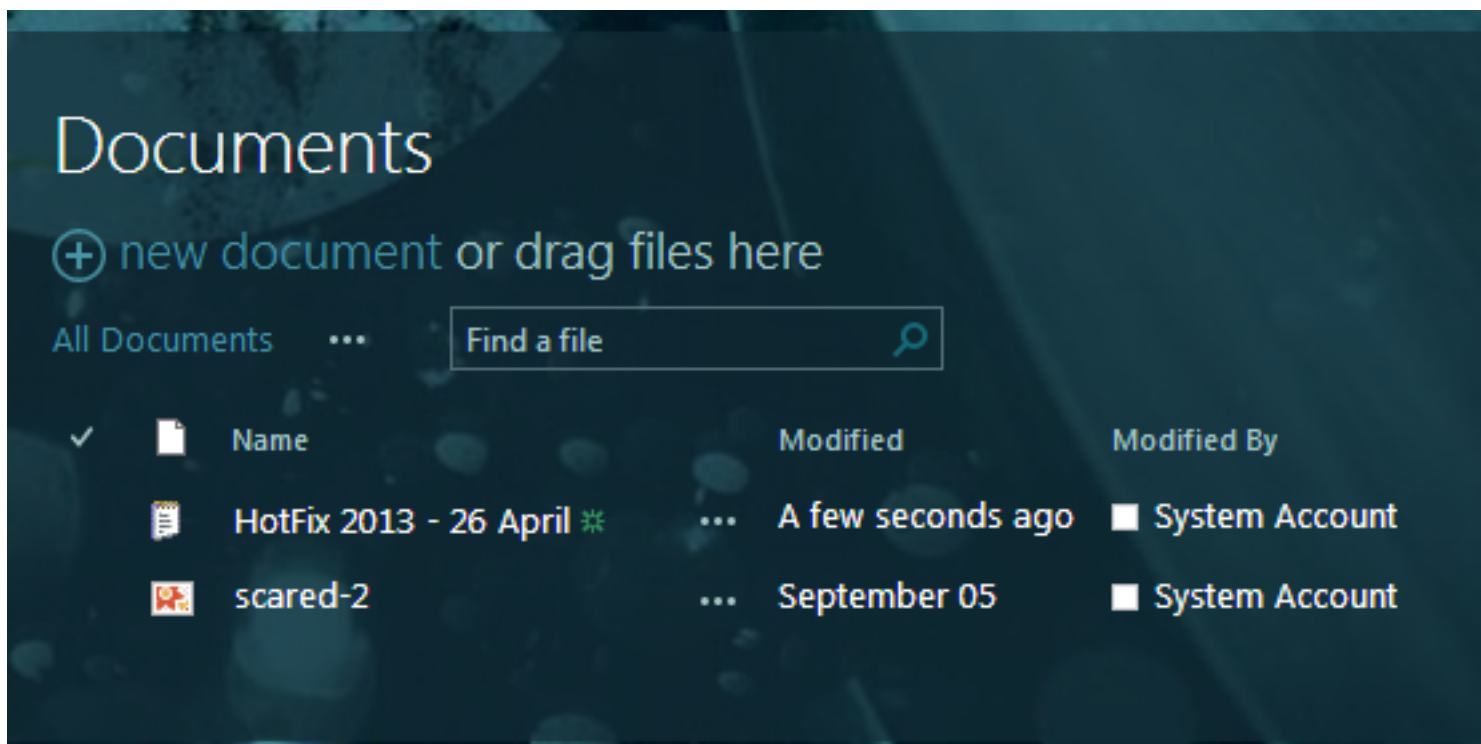 Documents
new document or drag files here
All Documents ... Find a file
Name Modified Modified By
HotFix 2013 - 26 April ... A few seconds ago System Account
scared-2 ... September 05 System Account